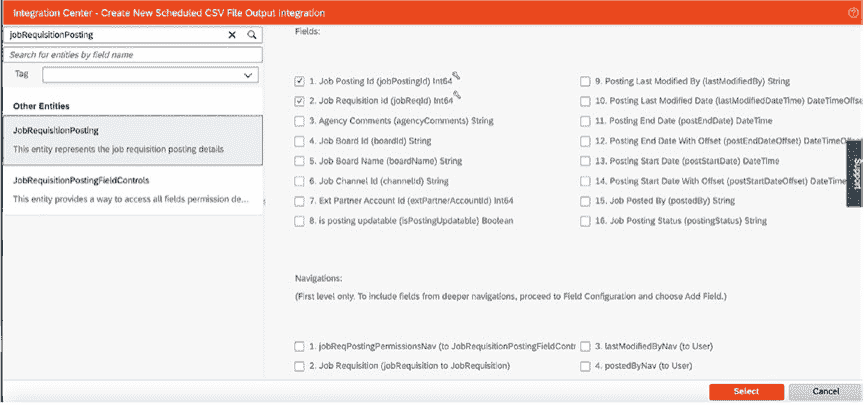 Integration Center - Create New Scheduled CSV File Output Integration
jobRequisitionPosting
Search for entities by field name
Tag
Other Entities
JobRequisitionPosting
This entity represents the job requisition posting details
JobRequisitionPostingFieldControls
This entity provides a way to access all fields permission de...
Fields:
1. Job Posting Id (jobPostingId) Int64
2. Job Requisition id (jobReqId) Int64
3. Agency Comments (agencyComments) String
4. Job Board Id (boardId) String
5. Job Board Name (boardName) String
6. Job Channel Id (channelId) String
7. Ext Partner Account Id (extPartnerAccountId) Int64
8. is posting updatable (isPostingUpdatable) Boolean
9. Posting Last Modified By (lastModifiedBy) String
10. Posting Last Modified Date (lastModifiedDateTime) DateTimeOffse
11. Posting End Date (postEndDate) DateTime
12. Posting End Date With Offset (postEndDateOffset) DateTimeOffse
13. Posting Start Date (postStartDate) DateTime
14. Posting Start Date With Offset (postStartDateOffset) DateTime
15. Job Posted By (postedBy) String
16. Job Posting Status (postingStatus) String
Support
Navigations:
(First level only. To include fields from deeper navigations, proceed to Field Configuration and choose Add Field.)
1. jobReqPostingPermissionsNav (to JobRequisitionPostingFieldContr
2. Job Requisition (jobRequisition to JobRequisition)
3. lastModifiedByNav (to User)
4. postedByNav (to User)
Select
Cancel